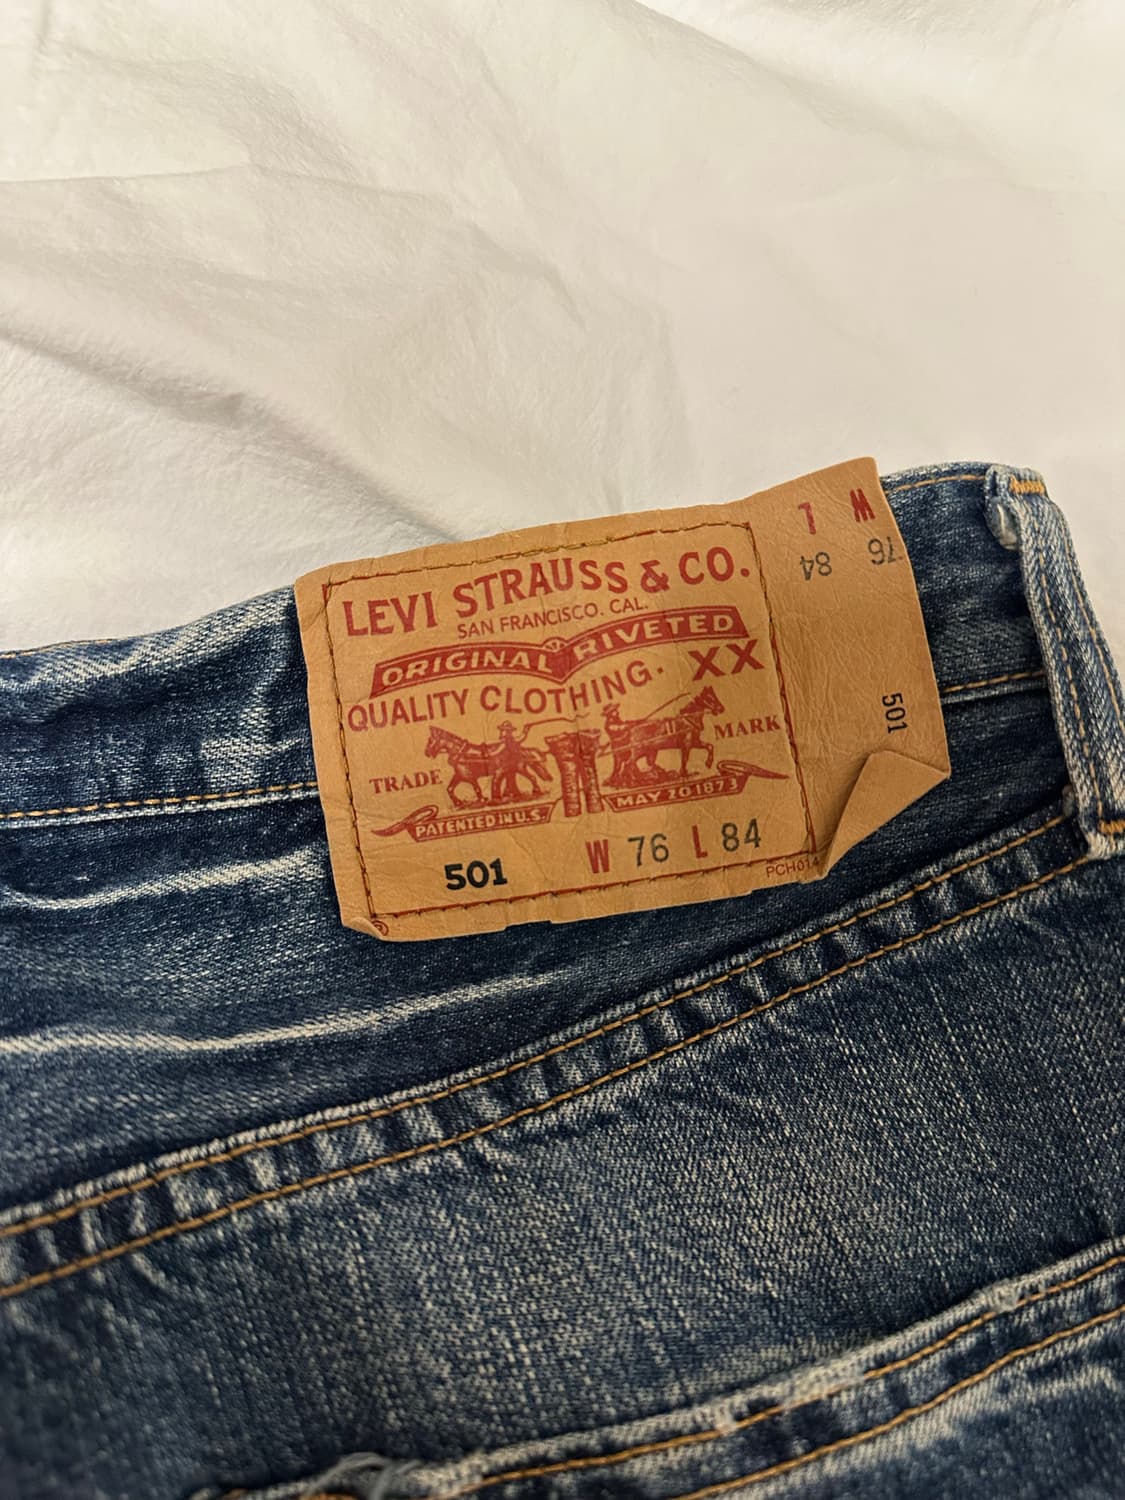 LEVI STRAUSS & CO.
SAN FRANCISCO. CAL.
ORIGINAL RIVETED
QUALITY CLOTHING. XX
TRADE MARK
PATENTED IN U.S. MAY 20 1873
501 W 76 L 84
PCH014
®
L W
84 76
501